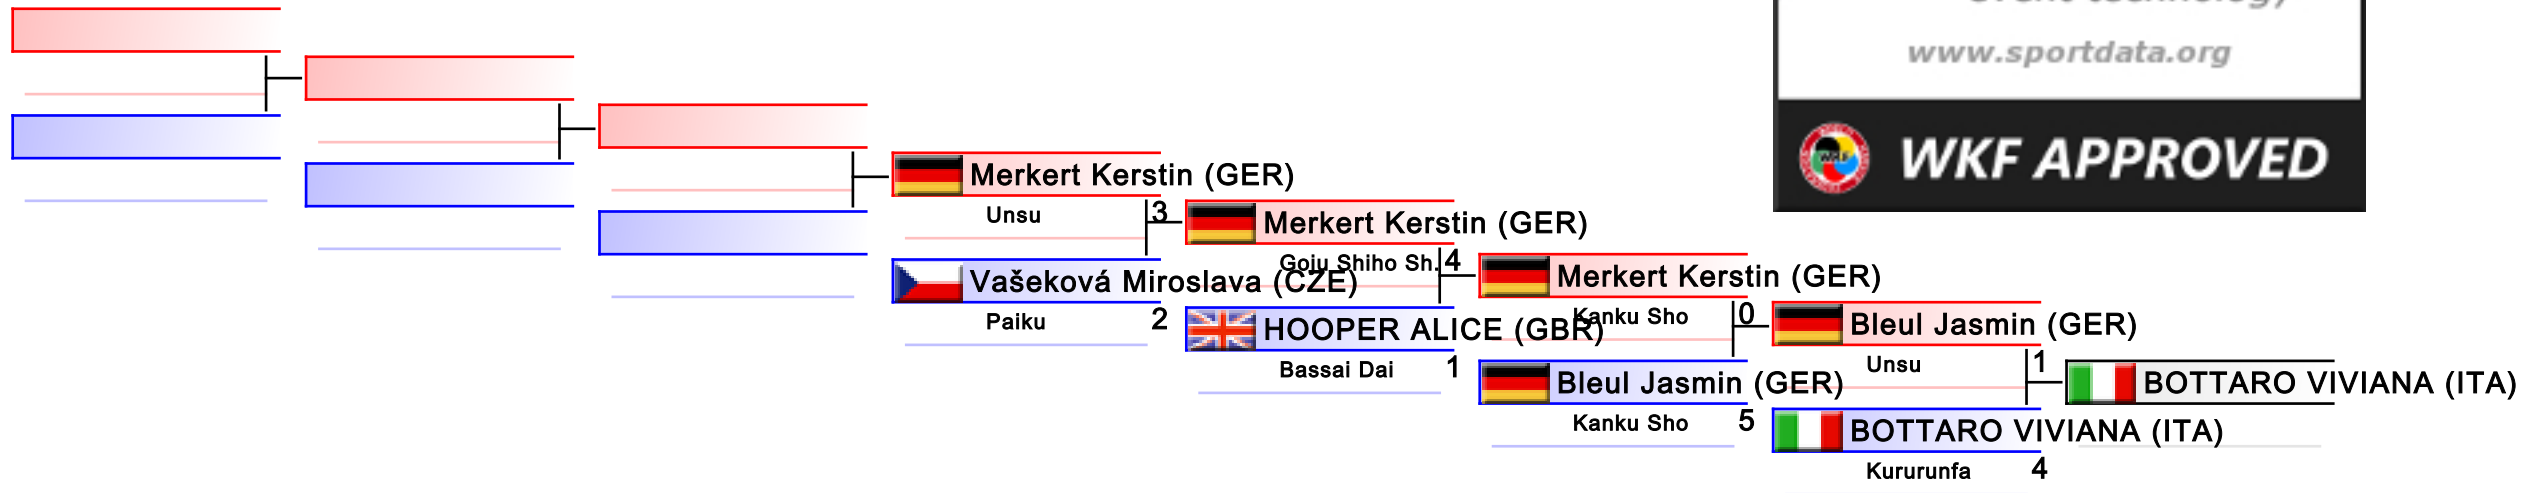 event technology
www.sportdata.org
WKF APPROVED
Merkert Kerstin (GER)
Unsu
3
Merkert Kerstin (GER)
Goju Shiho Sh.
4
Vašeková Miroslava (CZE)
Paiku
2
Merkert Kerstin (GER)
Kanku Sho
0
HOOPER ALICE (GBR)
Bassai Dai
1
Bleul Jasmin (GER)
Unsu
1
Bleul Jasmin (GER)
Kanku Sho
5
BOTTARO VIVIANA (ITA)
BOTTARO VIVIANA (ITA)
Kururunfa
4